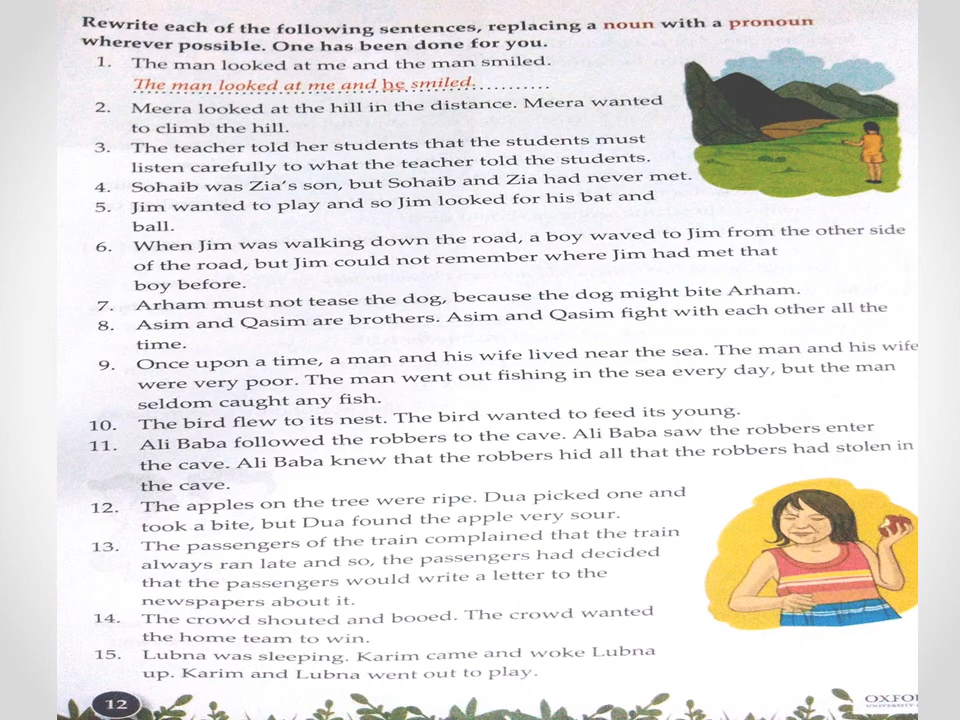 Rewrite each of the following sentences, replacing a noun with a pronoun
wherever possible. One has been done for you.
1. The man looked at me and the man smiled.
The man looked at me and he smiled.
2. Meera looked at the hill in the distance. Meera wanted
to climb the hill.
3. The teacher told her students that the students must
listen carefully to what the teacher told the students.
4. Sohaib was Zia's son, but Sohaib and Zia had never met.
5. Jim wanted to play and so Jim looked for his bat and
ball.
6. When Jim was walking down the road, a boy waved to Jim from the other side
of the road, but Jim could not remember where Jim had met that
boy before.
7. Arham must not tease the dog, because the dog might bite Arham.
8. Asim and Qasim are brothers. Asim and Qasim fight with each other all the
time.
9. Once upon a time, a man and his wife lived near the sea. The man and his wife
were very poor. The man went out fishing in the sea every day, but the man
seldom caught any fish.
10. The bird flew to its nest. The bird wanted to feed its young.
11. Ali Baba followed the robbers to the cave. Ali Baba saw the robbers enter
the cave. Ali Baba knew that the robbers hid all that the robbers had stolen in
the cave.
12. The apples on the tree were ripe. Dua picked one and
took a bite, but Dua found the apple very sour.
13. The passengers of the train complained that the train
always ran late and so, the passengers had decided
that the passengers would write a letter to the
newspapers about it.
14. The crowd shouted and booed. The crowd wanted
the home team to win.
15. Lubna was sleeping. Karim came and woke Lubna
up. Karim and Lubna went out to play.
12
OXFO
UNIVERSITY